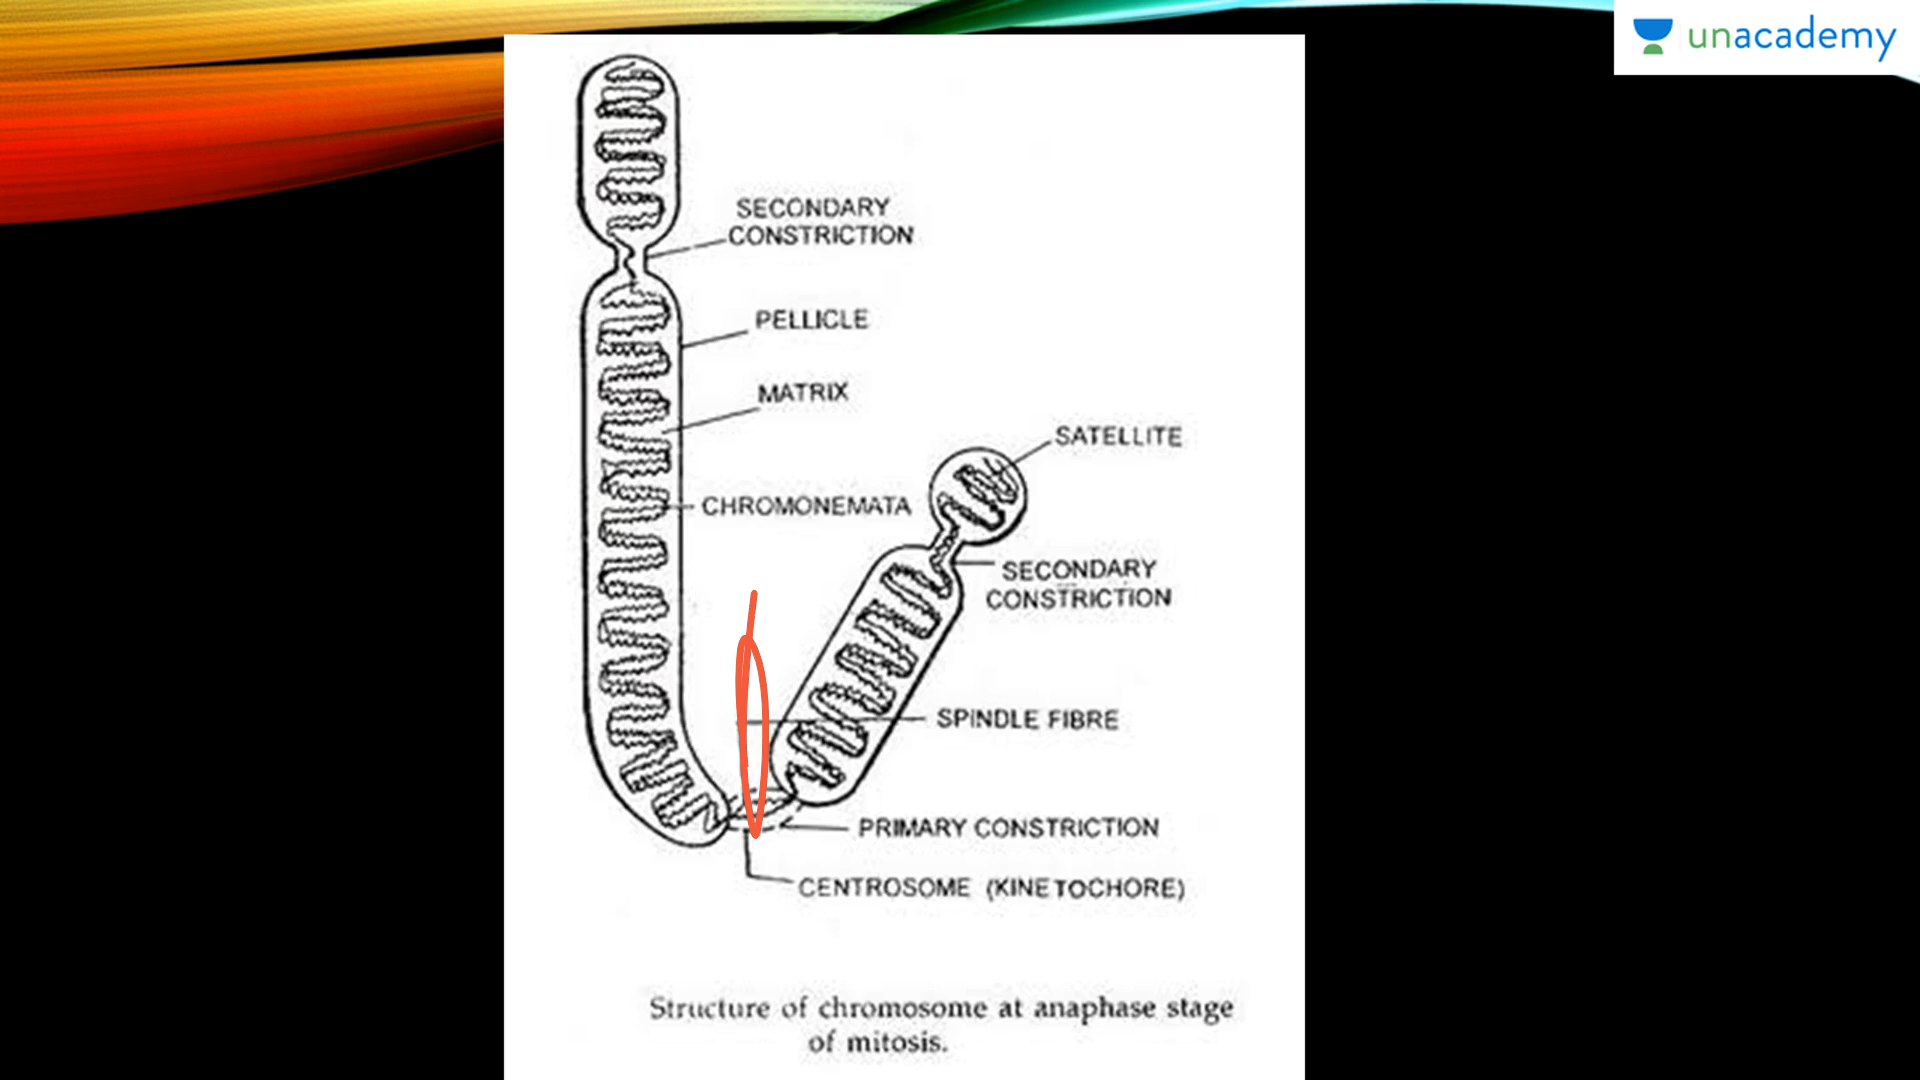 unacademy
SECONDARY
CONSTRICTION
PELLICLE
MATRIX
SATELLITE
CHROMONEMATA
SECONDARY
CONSTRICTION
SPINDLE FIBRE
PRIMARY CONSTRICTION
CENTROSOME (KINETOCHORE)
Structure of chromosome at anaphase stage
of mitosis.